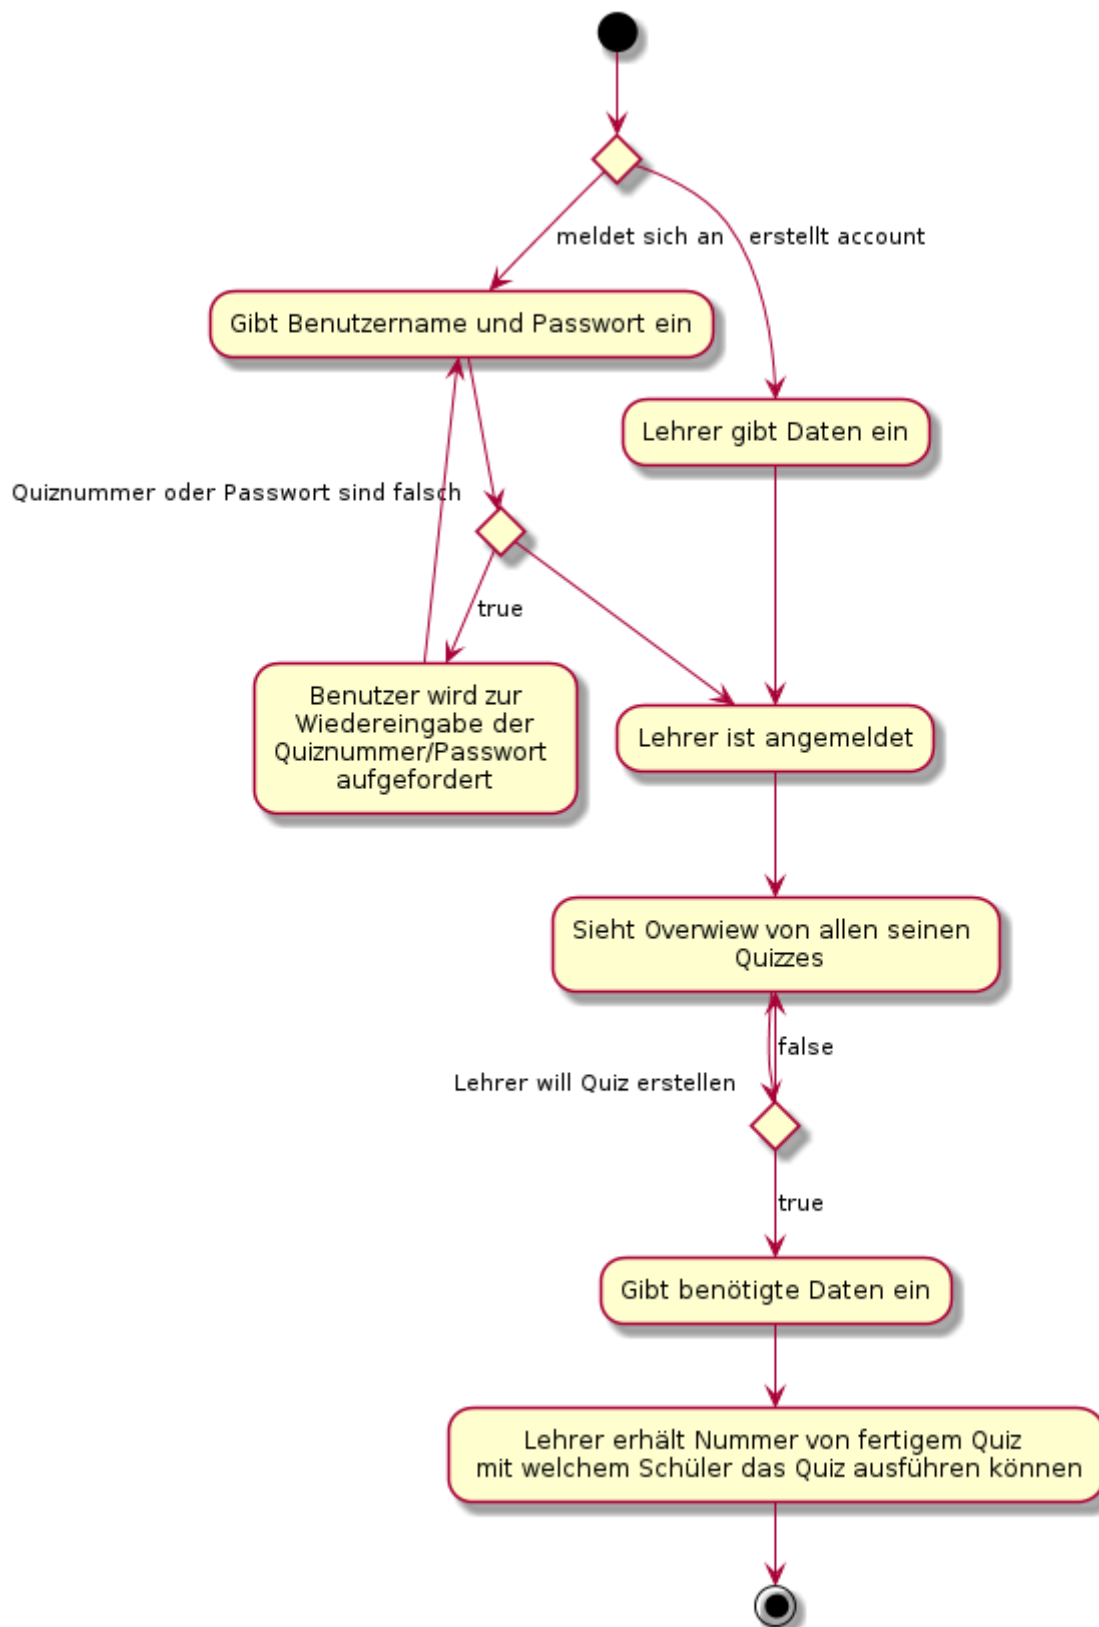 meldet sich an
erstellt account
Gibt Benutzername und Passwort ein
Lehrer gibt Daten ein
Quiznummer oder Passwort sind falsch
true
Benutzer wird zur
Wiedereingabe der
Quiznummer/Passwort
aufgefordert
Lehrer ist angemeldet
Sieht Overwiew von allen seinen
Quizzes
false
Lehrer will Quiz erstellen
true
Gibt benötigte Daten ein
Lehrer erhält Nummer von fertigem Quiz
mit welchem Schüler das Quiz ausführen können